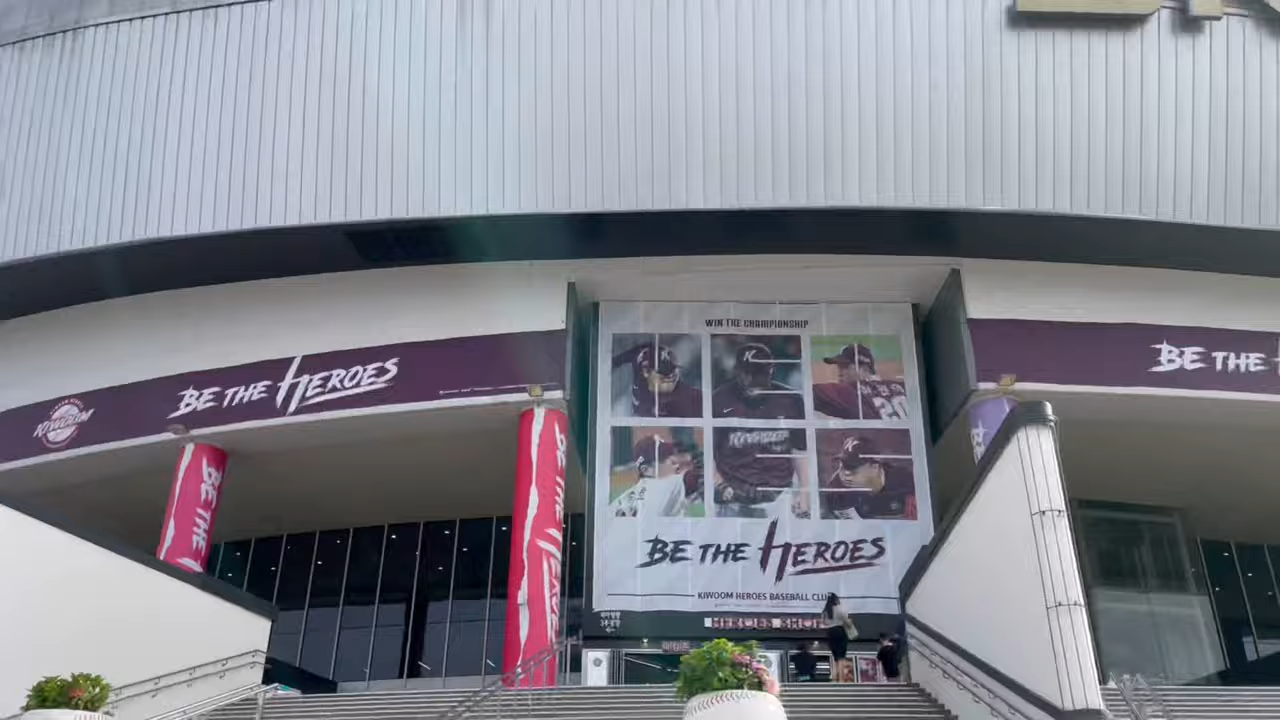 WIN THE CHAMPIONSHIP
BE THE HEROES
BE THE
KIWOOM
K
K
20
K
KIWOOM
K
BE THE
BE THE HEROES
BE THE HEROES
KIWOOM HEROES BASEBALL CLUB
HEROES SHOP